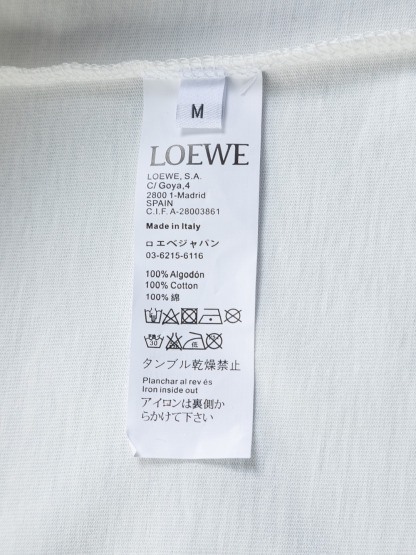 M
LOEWE
LOEWE, S.A.
C/ Goya,4
2800 1-Madrid
SPAIN
C.I.F. A-28003861
Made in Italy
ロエベジャパン
03-6215-6116
100% Algodón
100% Cotton
100% 綿
タンブル乾燥禁止
Planchar al rev és
Iron inside out
アイロンは裏側か
らかけて下さい